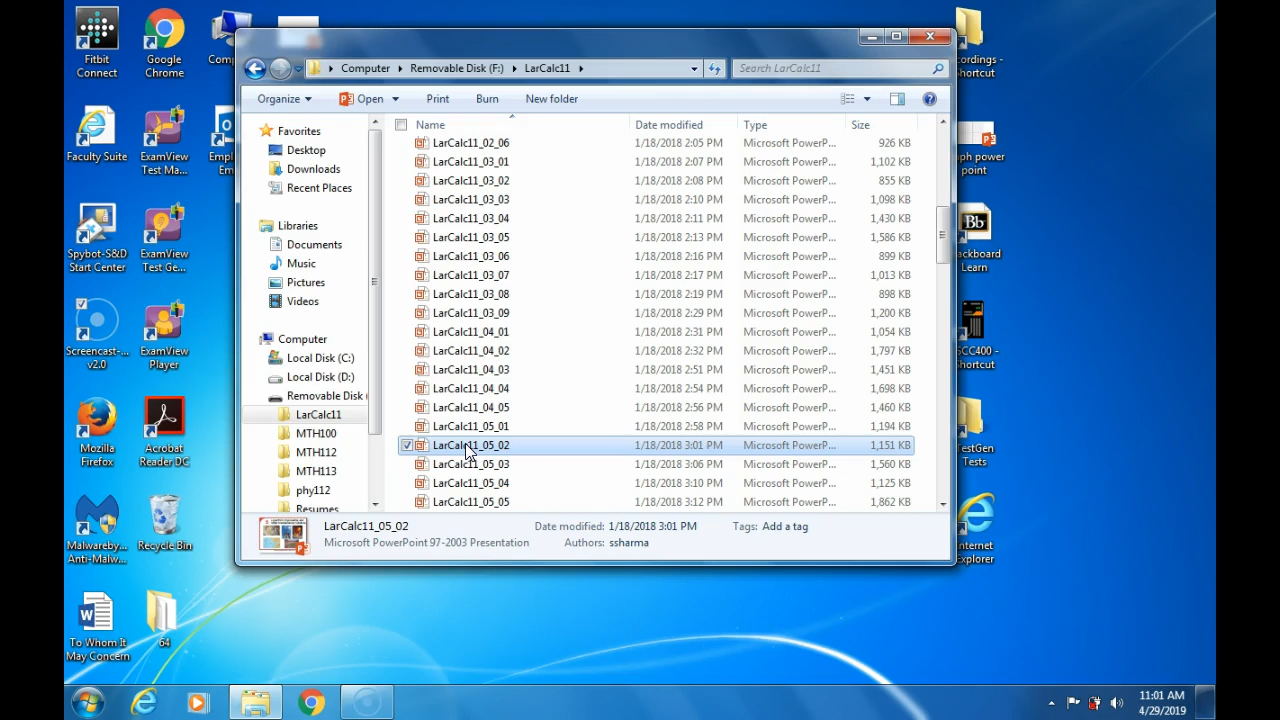 Fitbit
Connect
Google
Chrome
Faculty Suite
ExamView
Test Ma...
Spybot-S&D
Start Center
ExamView
Test Ge...
Screencast-...
v2.0
ExamView
Player
Mozilla
Firefox
Acrobat
Reader DC
Malwareby...
Anti-Malw...
Recycle Bin
To Whom It
May Concern
64
Computer
Removable Disk (F:)
LarCalc11
Search LarCalc11
Organize
Open
Print
Burn
New folder
Favorites
Desktop
Downloads
Recent Places
Libraries
Documents
Music
Pictures
Videos
Computer
Local Disk (C:)
Local Disk (D:)
Removable Disk (
LarCalc11
MTH100
MTH112
MTH113
phy112
Resumes
Name Date modified Type Size
LarCalc11_02_06 1/18/2018 2:05 PM Microsoft PowerP... 926 KB
LarCalc11_03_01 1/18/2018 2:07 PM Microsoft PowerP... 1,102 KB
LarCalc11_03_02 1/18/2018 2:08 PM Microsoft PowerP... 855 KB
LarCalc11_03_03 1/18/2018 2:10 PM Microsoft PowerP... 1,098 KB
LarCalc11_03_04 1/18/2018 2:11 PM Microsoft PowerP... 1,430 KB
LarCalc11_03_05 1/18/2018 2:13 PM Microsoft PowerP... 1,586 KB
LarCalc11_03_06 1/18/2018 2:16 PM Microsoft PowerP... 899 KB
LarCalc11_03_07 1/18/2018 2:17 PM Microsoft PowerP... 1,013 KB
LarCalc11_03_08 1/18/2018 2:19 PM Microsoft PowerP... 898 KB
LarCalc11_03_09 1/18/2018 2:29 PM Microsoft PowerP... 1,200 KB
LarCalc11_04_01 1/18/2018 2:31 PM Microsoft PowerP... 1,054 KB
LarCalc11_04_02 1/18/2018 2:32 PM Microsoft PowerP... 1,797 KB
LarCalc11_04_03 1/18/2018 2:51 PM Microsoft PowerP... 1,451 KB
LarCalc11_04_04 1/18/2018 2:54 PM Microsoft PowerP... 1,698 KB
LarCalc11_04_05 1/18/2018 2:56 PM Microsoft PowerP... 1,460 KB
LarCalc11_05_01 1/18/2018 2:58 PM Microsoft PowerP... 1,194 KB
LarCalc11_05_02 1/18/2018 3:01 PM Microsoft PowerP... 1,151 KB
LarCalc11_05_03 1/18/2018 3:06 PM Microsoft PowerP... 1,560 KB
LarCalc11_05_04 1/18/2018 3:10 PM Microsoft PowerP... 1,125 KB
LarCalc11_05_05 1/18/2018 3:12 PM Microsoft PowerP... 1,862 KB
LarCalc11_05_02 Date modified: 1/18/2018 3:01 PM Tags: Add a tag
Microsoft PowerPoint 97-2003 Presentation Authors: ssharma
cordings -
Shortcut
ph power
point
Bb
ackboard
Learn
SCC400 -
Shortcut
TestGen
Tests
Internet
Explorer
11:01 AM
4/29/2019